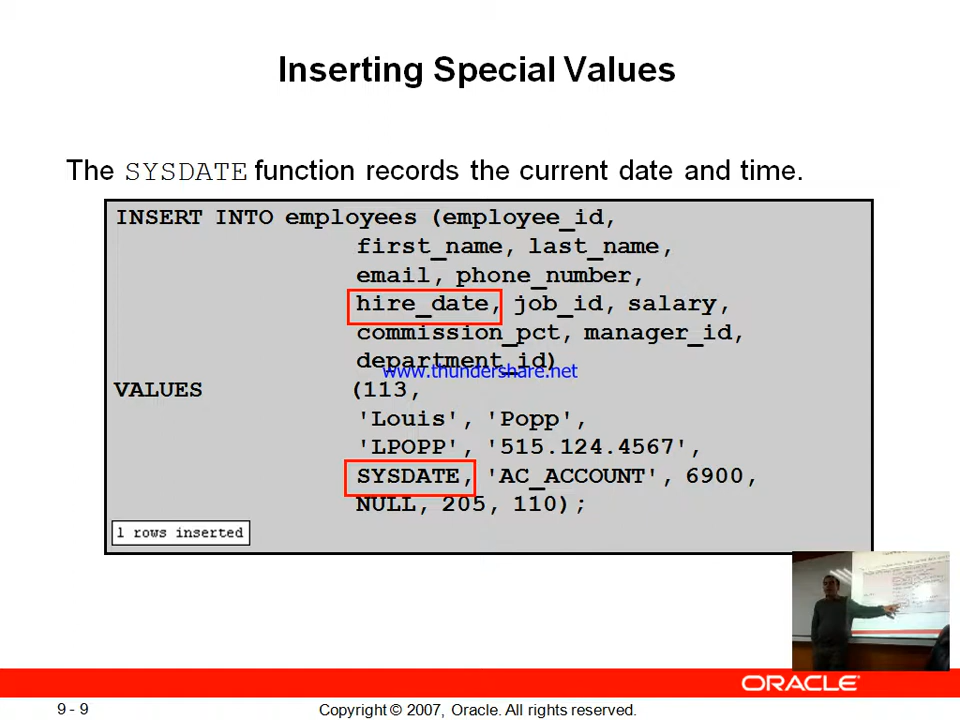 Inserting Special Values
The SYSDATE function records the current date and time.
INSERT INTO employees (employee_id,
first_name, last_name,
email, phone_number,
hire_date, job_id, salary,
commission_pct, manager_id,
department_id)
www.thundershare.net
VALUES (113,
'Louis', 'Popp',
'LPOPP', '515.124.4567',
SYSDATE, 'AC_ACCOUNT', 6900,
NULL, 205, 110);
1 rows inserted
ORACLE
9 - 9 Copyright © 2007, Oracle. All rights reserved.